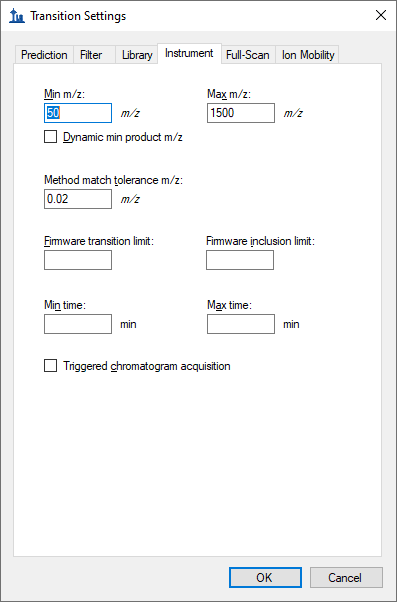 Transition Settings
Prediction Filter Library Instrument Full-Scan Ion Mobility
Min m/z: Max m/z:
50 m/z 1500 m/z
Dynamic min product m/z
Method match tolerance m/z:
0.02 m/z
Firmware transition limit: Firmware inclusion limit:
Min time: Max time:
min min
Triggered chromatogram acquisition
OK Cancel